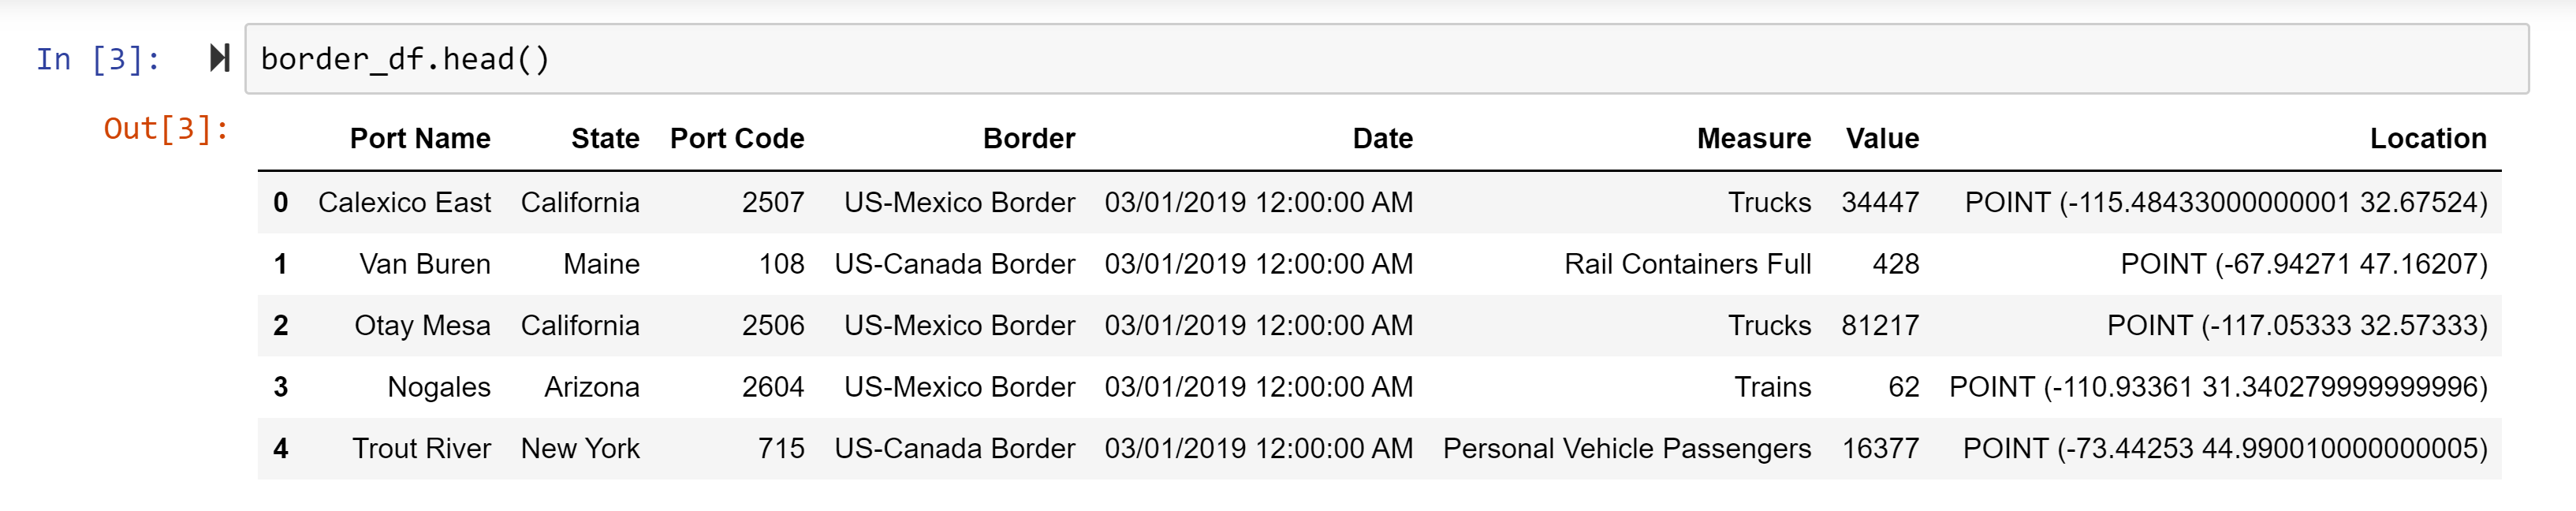 In [3]: border_df.head()
Out[3]:
Port Name State Port Code Border Date Measure Value Location
0 Calexico East California 2507 US-Mexico Border 03/01/2019 12:00:00 AM Trucks 34447 POINT (-115.48433000000001 32.67524)
1 Van Buren Maine 108 US-Canada Border 03/01/2019 12:00:00 AM Rail Containers Full 428 POINT (-67.94271 47.16207)
2 Otay Mesa California 2506 US-Mexico Border 03/01/2019 12:00:00 AM Trucks 81217 POINT (-117.05333 32.57333)
3 Nogales Arizona 2604 US-Mexico Border 03/01/2019 12:00:00 AM Trains 62 POINT (-110.93361 31.340279999999996)
4 Trout River New York 715 US-Canada Border 03/01/2019 12:00:00 AM Personal Vehicle Passengers 16377 POINT (-73.44253 44.990010000000005)